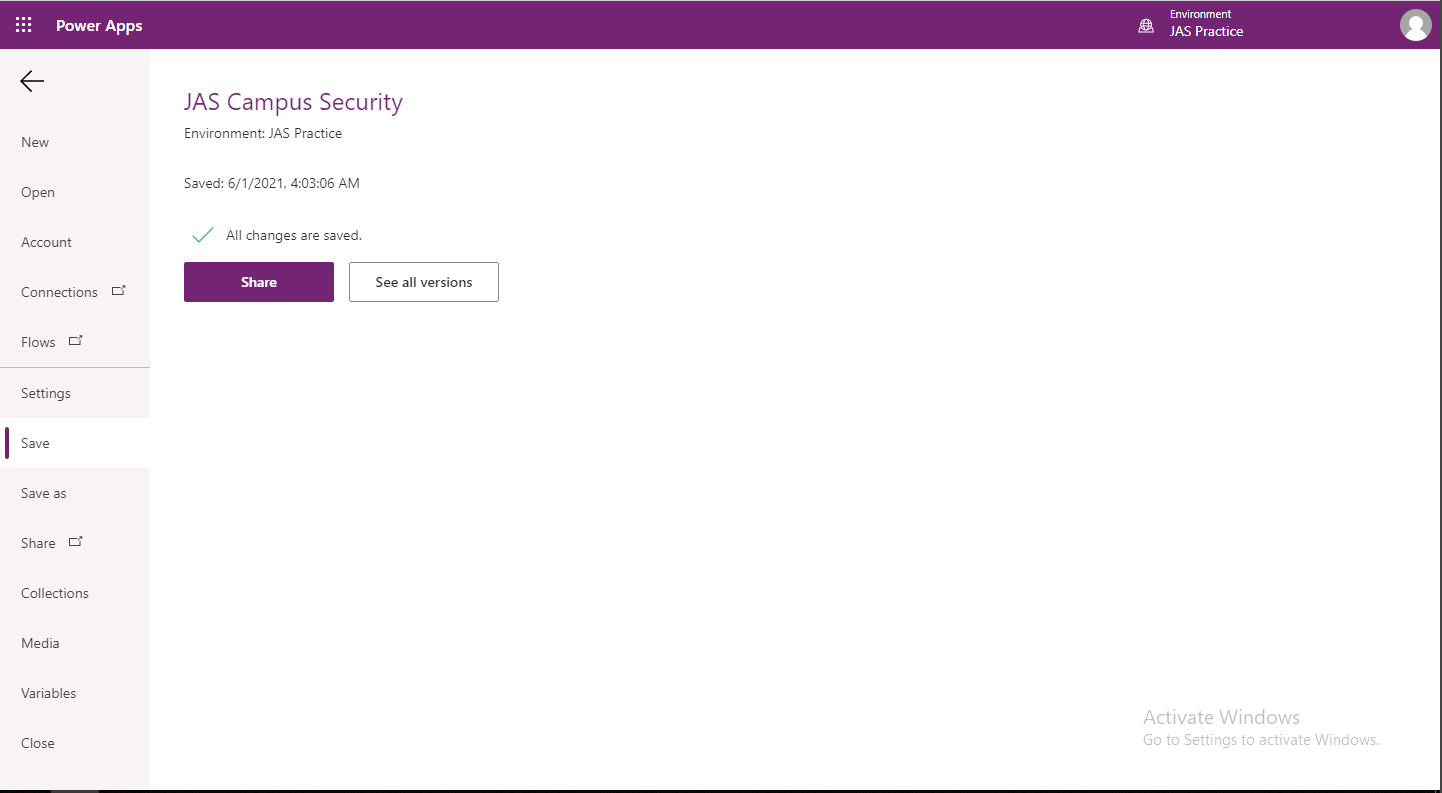 Power Apps
Environment
JAS Practice
New
Open
Account
Connections
Flows
Settings
Save
Save as
Share
Collections
Media
Variables
Close
JAS Campus Security
Environment: JAS Practice
Saved: 6/1/2021, 4:03:06 AM
All changes are saved.
Share
See all versions
Activate Windows
Go to Settings to activate Windows.